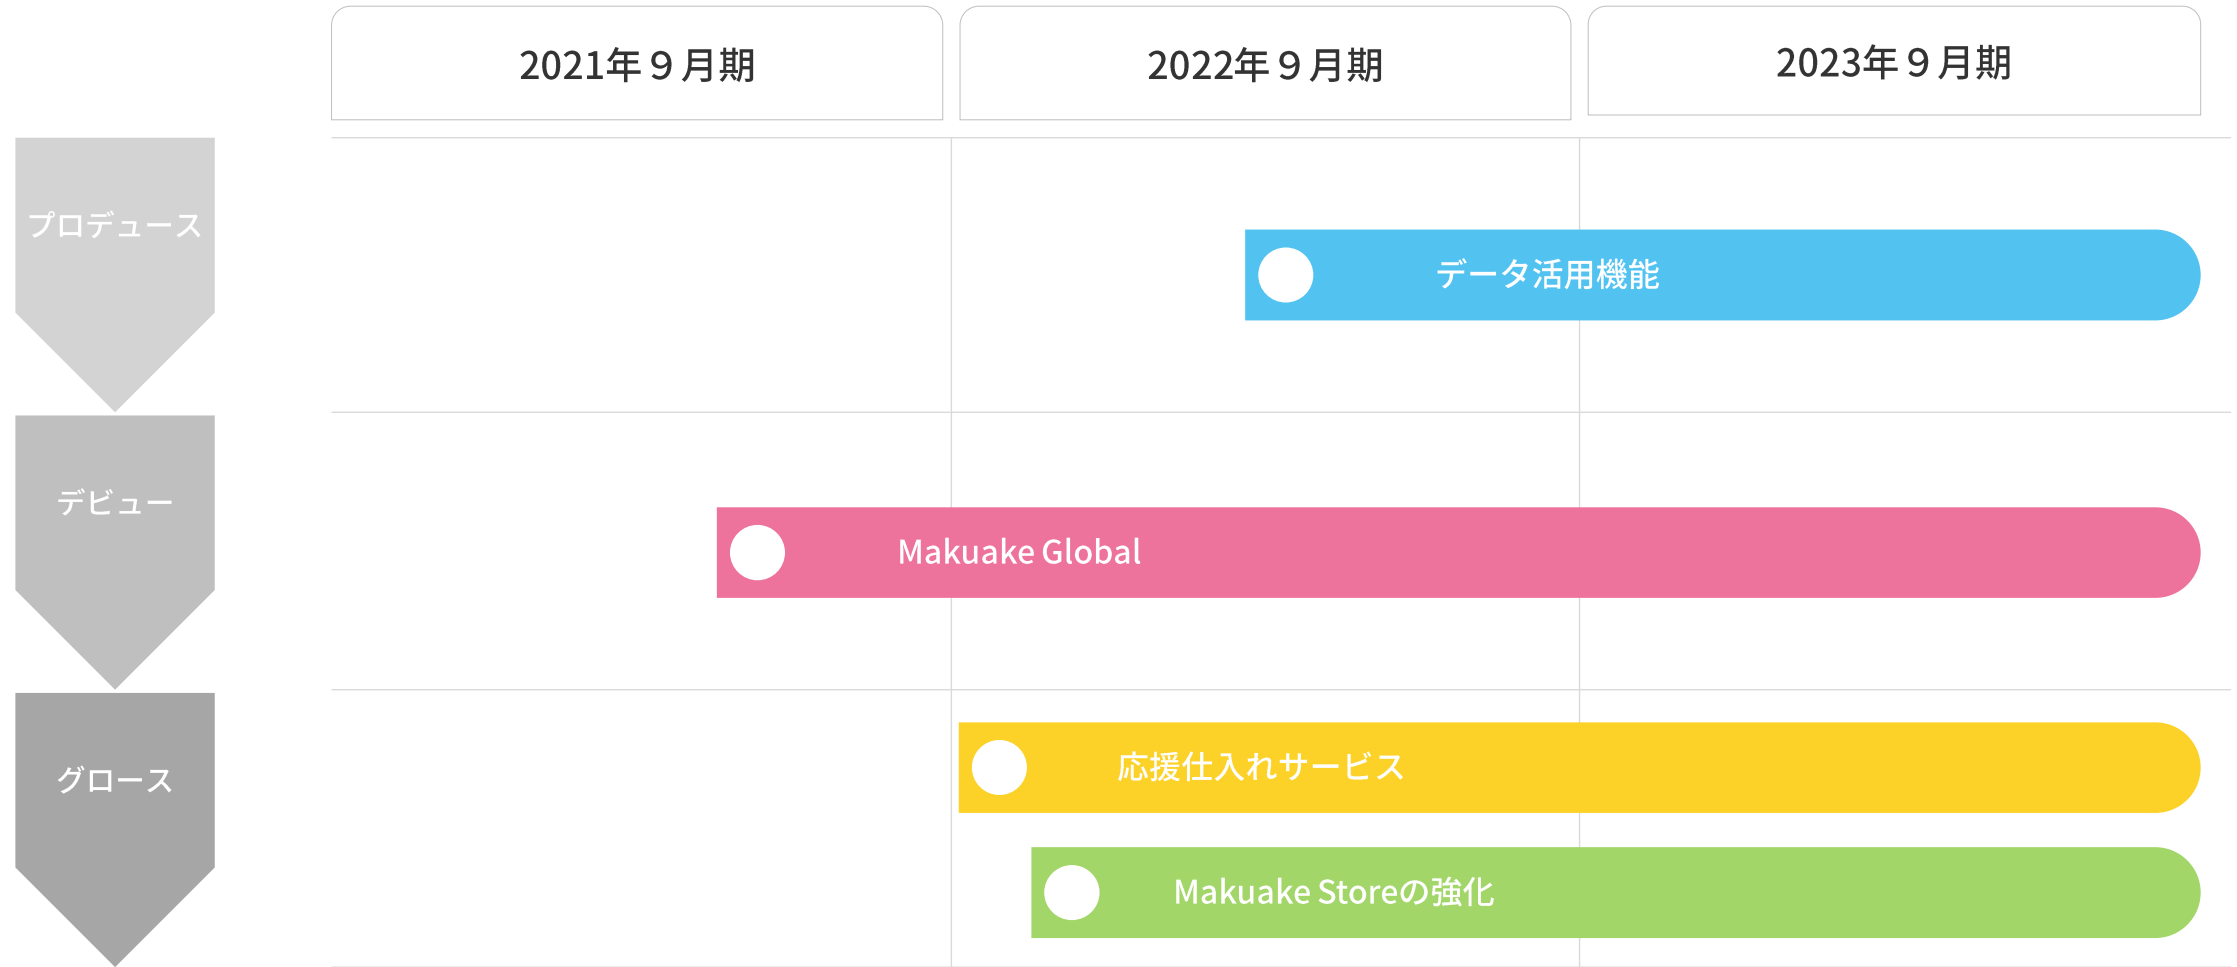 2021年９月期
2022年９月期
2023年９月期
プロデュース
データ活用機能
デビュー
Makuake Global
グロース
応援仕入れサービス
Makuake Storeの強化